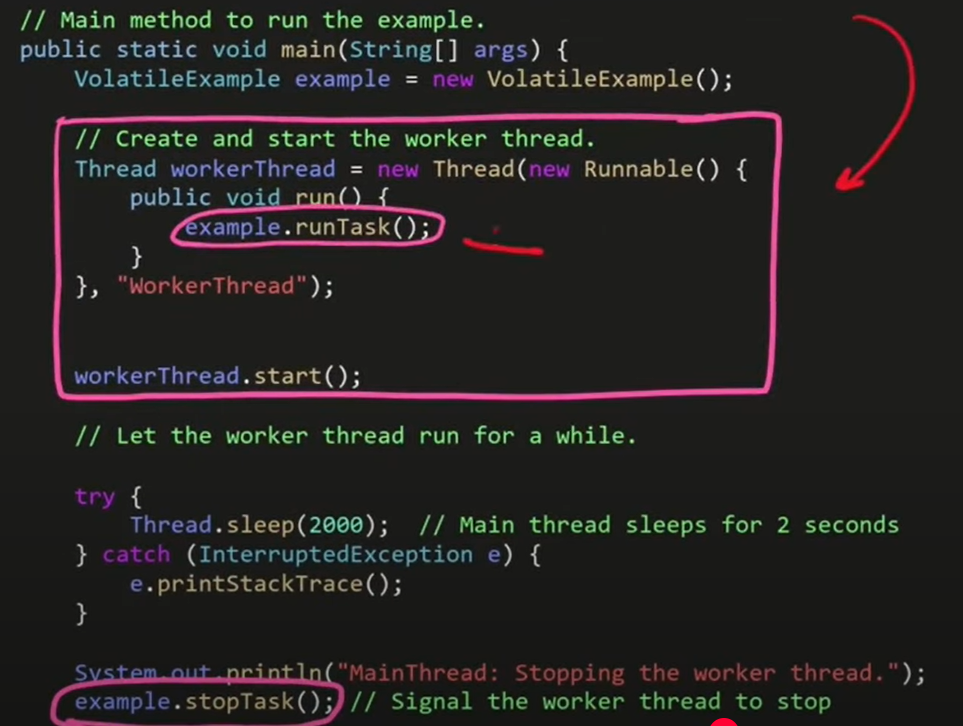 // Main method to run the example.
public static void main(String[] args) {
VolatileExample example = new VolatileExample();
// Create and start the worker thread.
Thread workerThread = new Thread(new Runnable() {
public void run() {
example.runTask();
}
}, "WorkerThread");
workerThread.start();
// Let the worker thread run for a while.
try {
Thread.sleep(2000);  // Main thread sleeps for 2 seconds
} catch (InterruptedException e) {
e.printStackTrace();
}
System.out.println("MainThread: Stopping the worker thread.");
example.stopTask(); // Signal the worker thread to stop